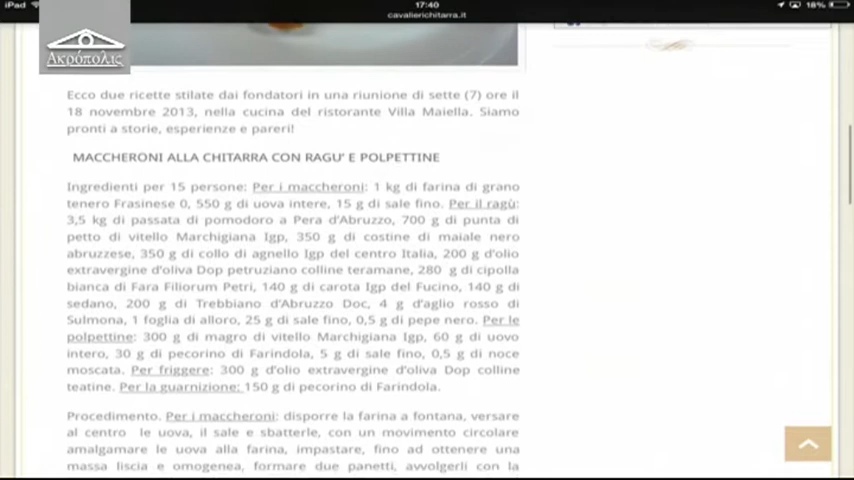 iPad
17:40
18%
cavalierichitarra.it
Ακρόπολις
Ecco due ricette stilate dai fondatori in una riunione di sette (7) ore il
18 novembre 2013, nella cucina del ristorante Villa Maiella. Siamo
pronti a storie, esperienze e pareri!
MACCHERONI ALLA CHITARRA CON RAGU' E POLPETTINE
Ingredienti per 15 persone: Per i maccheroni: 1 kg di farina di grano
tenero Frasinese 0, 550 g di uova intere, 15 g di sale fino. Per il ragù:
3,5 kg di passata di pomodoro a Pera d'Abruzzo, 700 g di punta di
petto di vitello Marchigiana Igp, 350 g di costine di maiale nero
abruzzese, 350 g di collo di agnello Igp del centro Italia, 200 g d'olio
extravergine d'oliva Dop petruziano colline teramane, 280 g di cipolla
bianca di Fara Filiorum Petri, 140 g di carota Igp del Fucino, 140 g di
sedano, 200 g di Trebbiano d'Abruzzo Doc, 4 g d'aglio rosso di
Sulmona, 1 foglia di alloro, 25 g di sale fino, 0,5 g di pepe nero. Per le
polpettine: 300 g di magro di vitello Marchigiana Igp, 60 g di uovo
intero, 30 g di pecorino di Farindola, 5 g di sale fino, 0,5 g di noce
moscata. Per friggere: 300 g d'olio extravergine d'oliva Dop colline
teatine. Per la guarnizione: 150 g di pecorino di Farindola.
Procedimento. Per i maccheroni: disporre la farina a fontana, versare
al centro le uova, il sale e sbatterle, con un movimento circolare
amalgamare le uova alla farina, impastare, fino ad ottenere una
massa liscia e omogenea, formare due panetti, avvolgerli con la